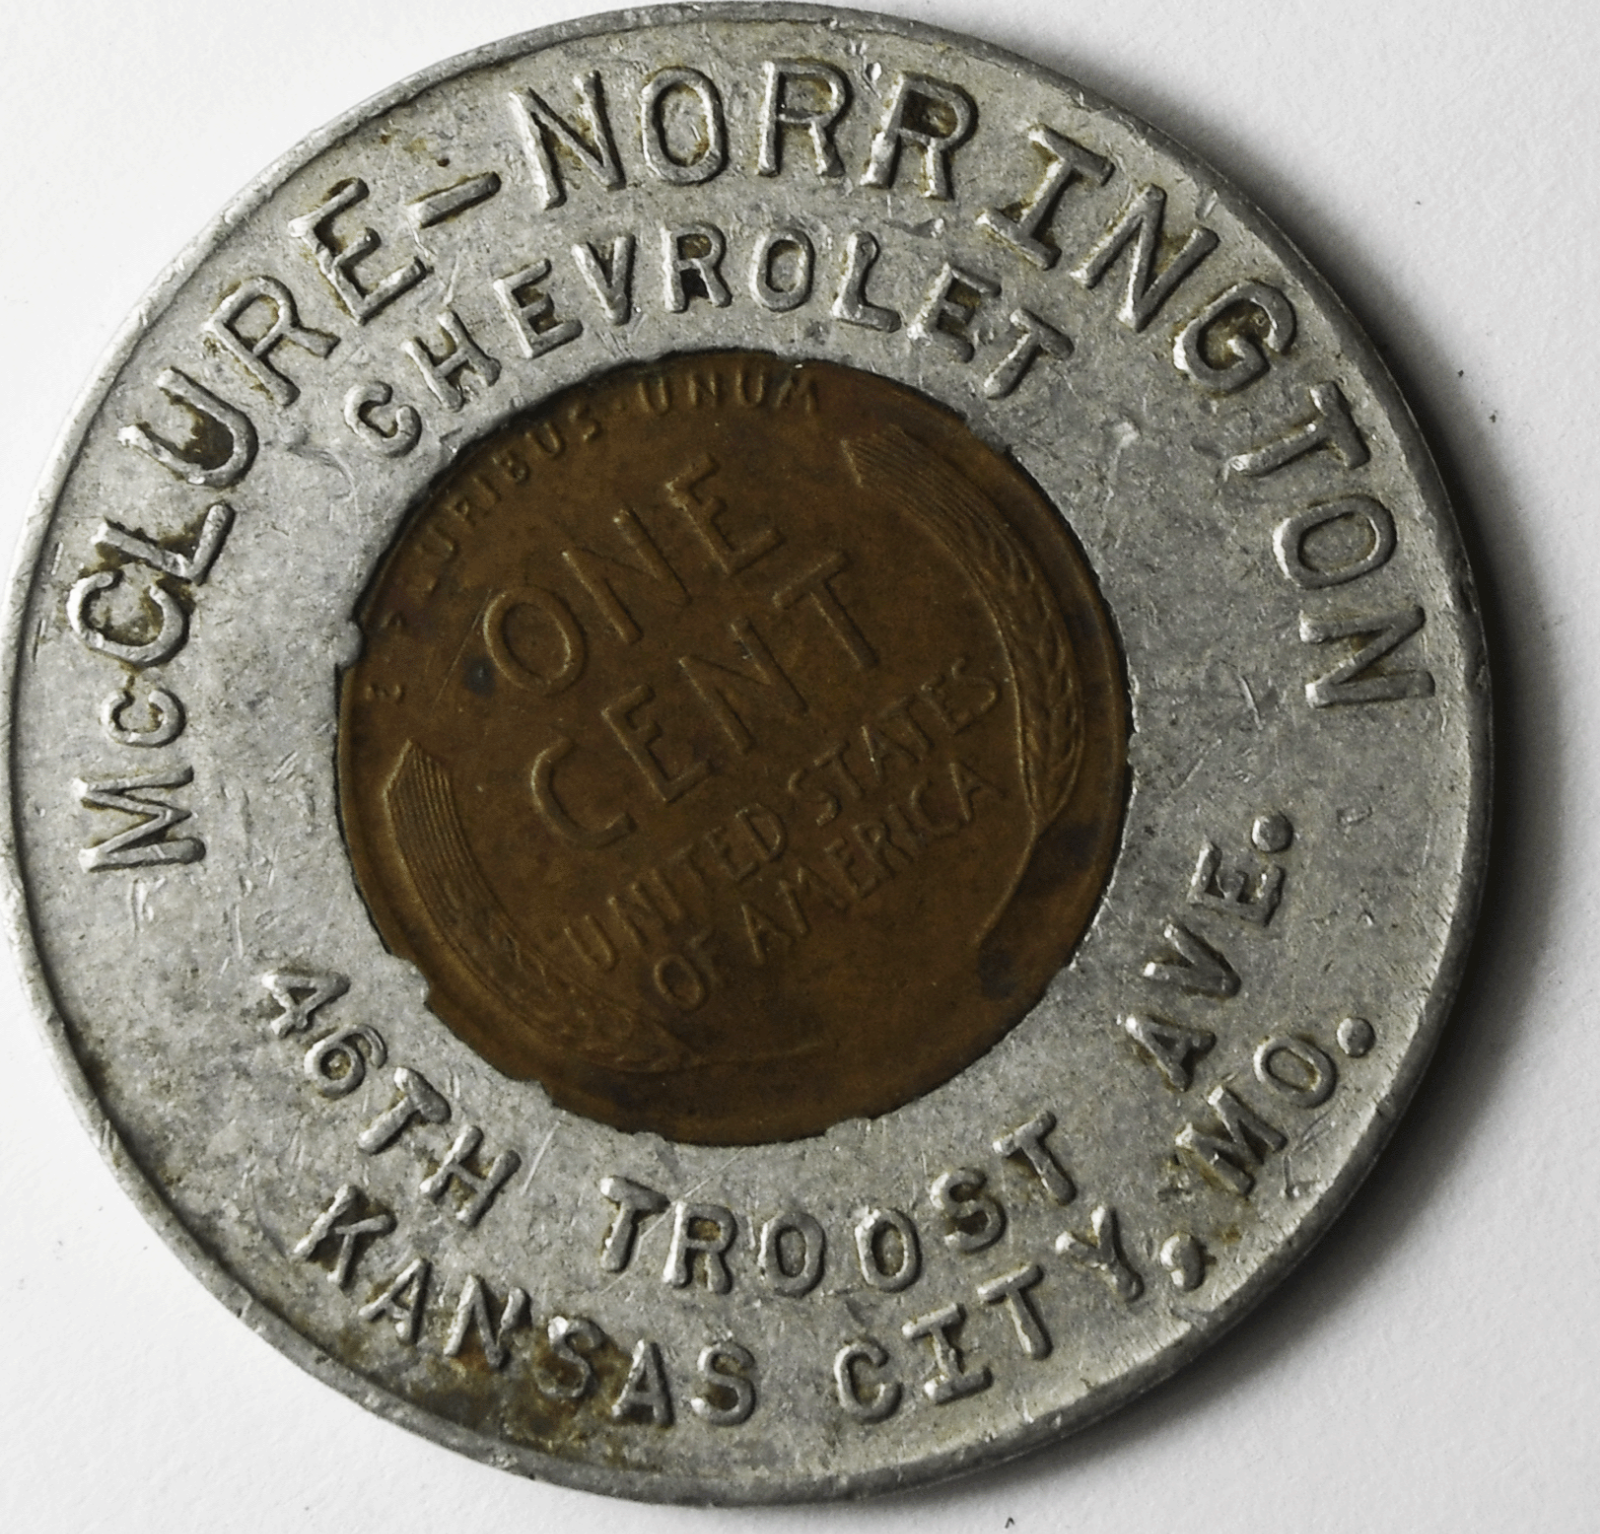 McCLURE-NORRINGTON
CHEVROLET
E PLURIBUS·UNUM
ONE
CENT
UNITED STATES
OF AMERICA
46TH TROOST AVE.
KANSAS CITY, MO.